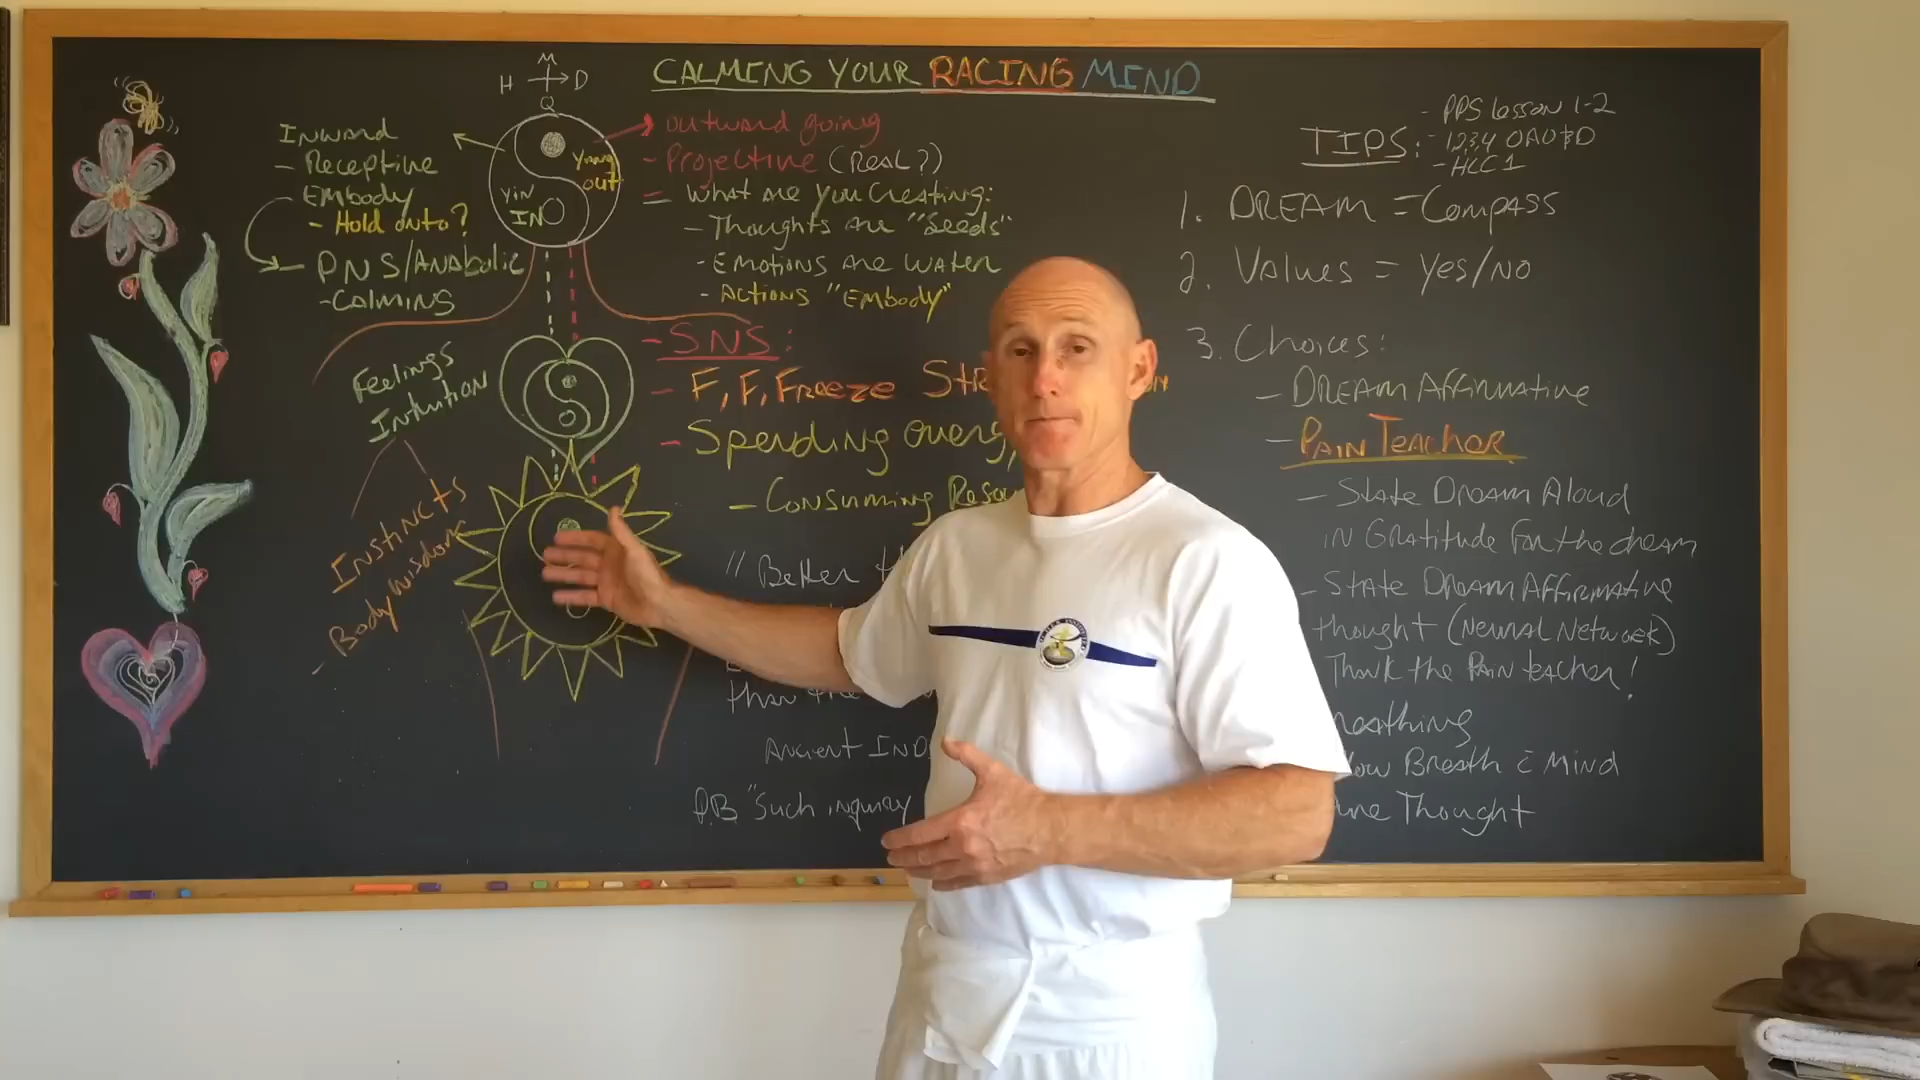 CALMING YOUR RACING MIND
M
H D
Q
Yang
out
Yin
IN
Inward
- Receptive
- Embody
- Hold onto?
- PNS/Anabolic
- Calming
Feelings
Intuition
Instincts
Body wisdom
outward going
- Projective (Real?)
= What are you creating:
- Thoughts are "Seeds"
- Emotions are water
- Actions "Embody"
- SNS:
- F, F, Freeze
- Spending
- Consuming
" Better
than the
Ancient
P.B. "Such inquiry
TIPS:
- PPS Lesson 1-2
- 1,2,3,4
- HLC 1
1. DREAM = Compass
2. Values = Yes/No
3. Choices:
- DREAM Affirmative
- PAIN TEACHER
- State Dream Aloud
in Gratitude for the dream
- State Dream Affirmative
thought (Neural Network)
Thank the Pain teacher!
Breath c Mind
Thought